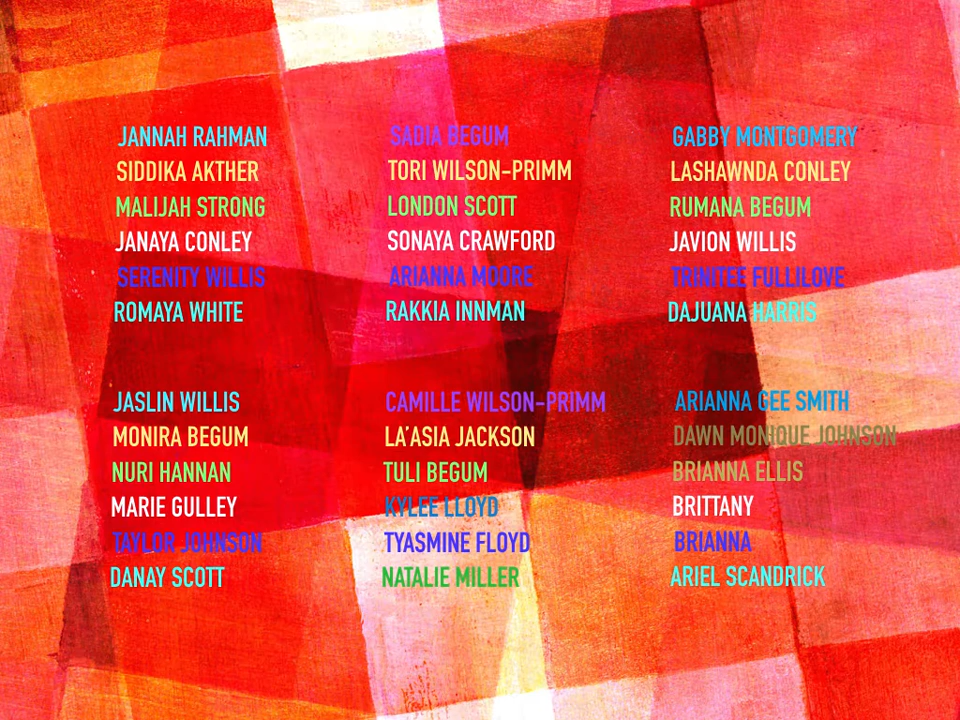 JANNAH RAHMAN
SIDDIKA AKTHER
MALIJAH STRONG
JANAYA CONLEY
SERENITY WILLIS
ROMAYA WHITE
SADIA BEGUM
TORI WILSON-PRIMM
LONDON SCOTT
SONAYA CRAWFORD
ARIANNA MOORE
RAKKIA INNMAN
GABBY MONTGOMERY
LASHAWNDA CONLEY
RUMANA BEGUM
JAVION WILLIS
TRINITEE FULLILOVE
DAJUANA HARRIS
JASLIN WILLIS
MONIRA BEGUM
NURI HANNAN
MARIE GULLEY
TAYLOR JOHNSON
DANAY SCOTT
CAMILLE WILSON-PRIMM
LA'ASIA JACKSON
TULI BEGUM
KYLEE LLOYD
TYASMINE FLOYD
NATALIE MILLER
ARIANNA GEE SMITH
DAWN MONIQUE JOHNSON
BRIANNA ELLIS
BRITTANY
BRIANNA
ARIEL SCANDRICK